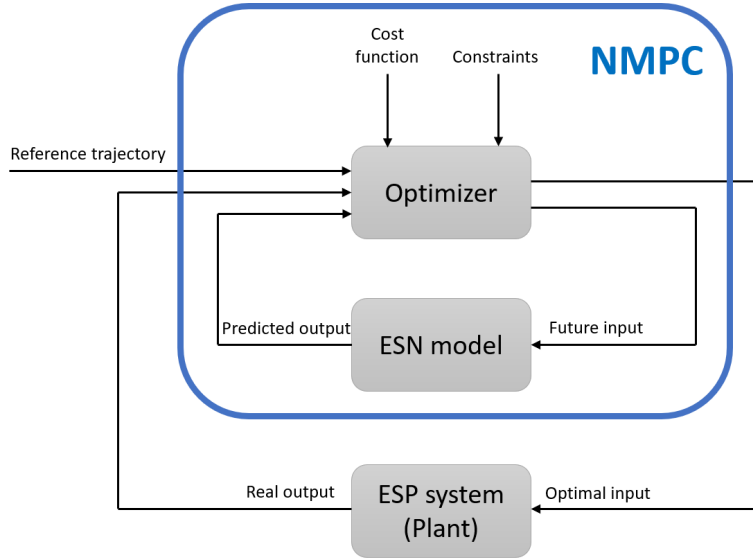 Cost
function
Constraints
NMPC
Reference trajectory
Optimizer
Predicted output
ESN model
Future input
Real output
ESP system
(Plant)
Optimal input